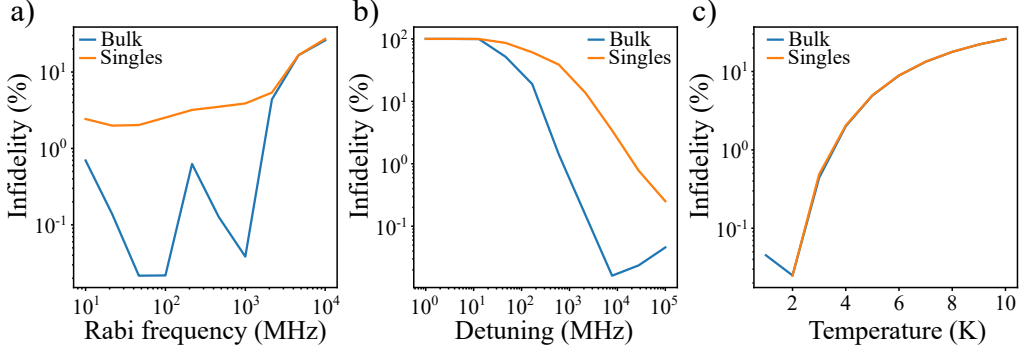 a)
Infidelity (%)
10^1
10^0
10^-1
Bulk
Singles
10^1 10^2 10^3 10^4
Rabi frequency (MHz)
b)
Infidelity (%)
10^2
10^1
10^0
10^-1
Bulk
Singles
10^0 10^1 10^2 10^3 10^4 10^5
Detuning (MHz)
c)
Infidelity (%)
10^1
10^0
10^-1
Bulk
Singles
2 4 6 8 10
Temperature (K)